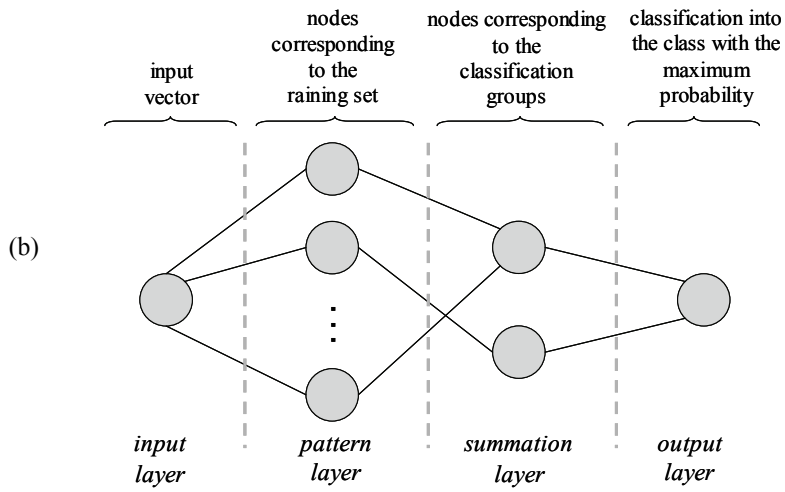 input
vector
nodes
corresponding
to the
raining set
nodes corresponding
to the
classification
groups
classification into
the class with the
maximum
probability
(b)
input
layer
pattern
layer
summation
layer
output
layer